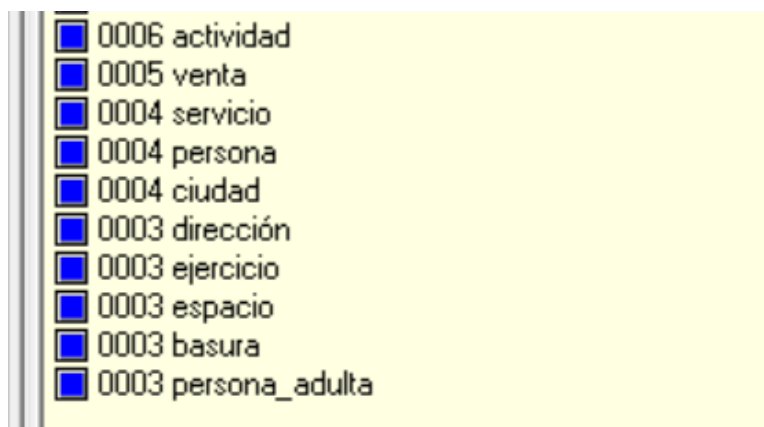 0006 actividad
0005 venta
0004 servicio
0004 persona
0004 ciudad
0003 dirección
0003 ejercicio
0003 espacio
0003 basura
0003 persona_adulta